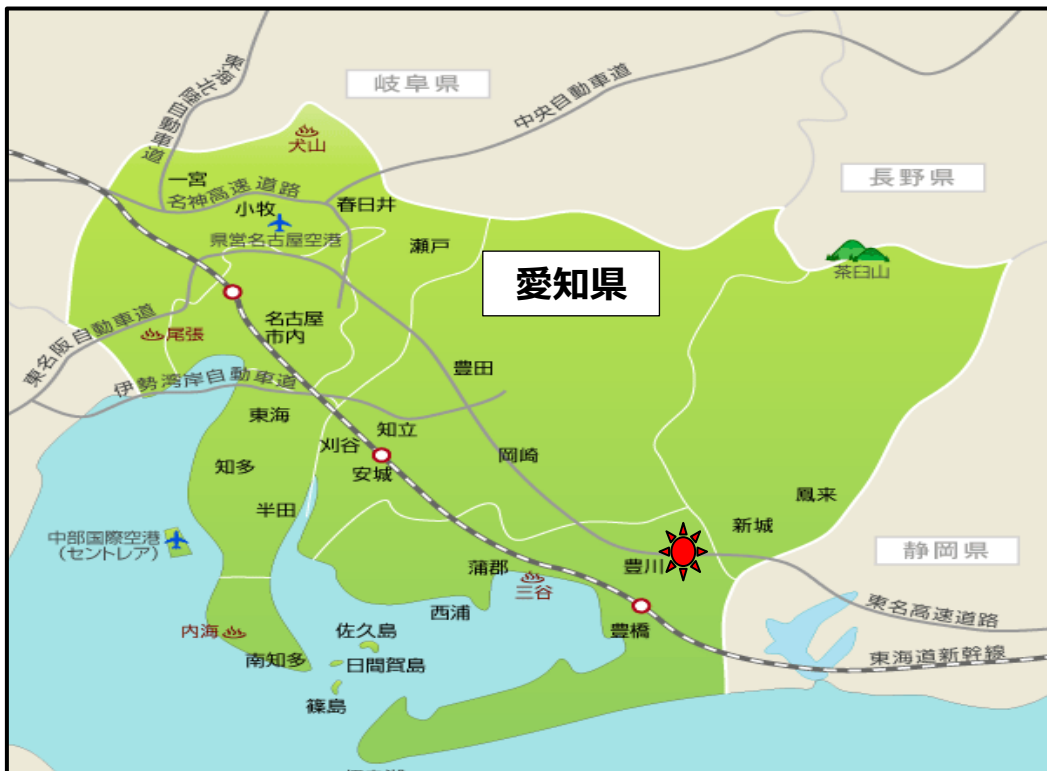 岐阜県
東海北陸自動車道
中央自動車道
犬山
長野県
一宮
名神高速道路
小牧
春日井
県営名古屋空港
瀬戸
茶臼山
愛知県
名古屋
市内
尾張
東名阪自動車道
伊勢湾岸自動車道
豊田
東海
知立
刈谷
安城
岡崎
知多
半田
鳳来
新城
中部国際空港
(セントレア)
静岡県
蒲郡
三谷
豊川
西浦
豊橋
東名高速道路
東海道新幹線
内海
佐久島
南知多
日間賀島
篠島